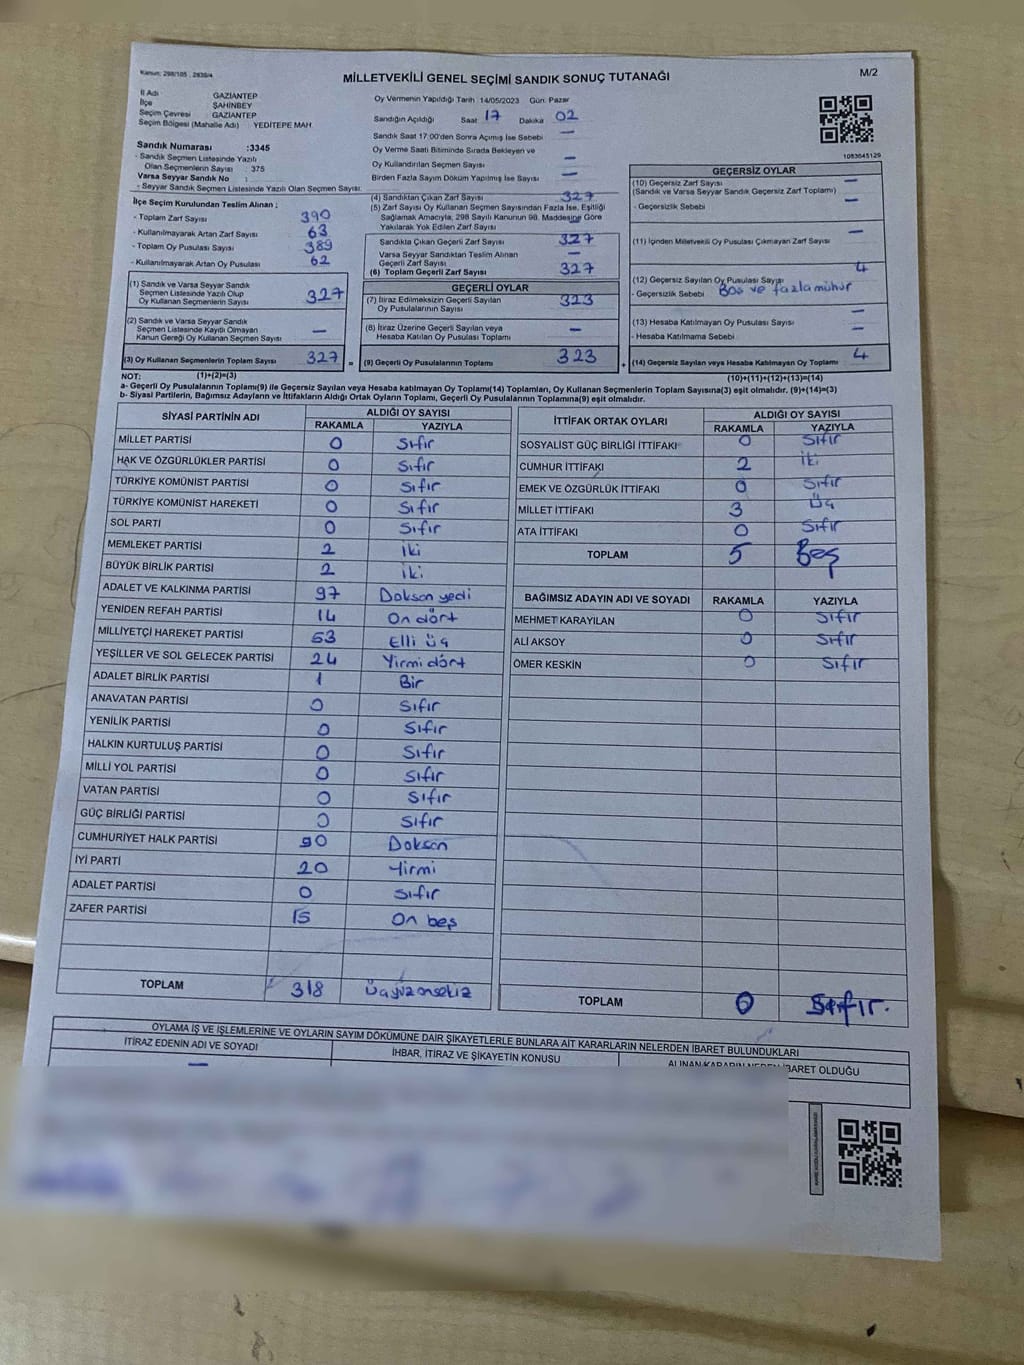 Kanun: 298/105 . 2839/4
MİLLETVEKİLİ GENEL SEÇİMİ SANDIK SONUÇ TUTANAĞI
M/2
İl Adı GAZİANTEP
İlçe ŞAHİNBEY
Seçim Çevresi : GAZİANTEP
Seçim Bölgesi (Mahalle Adı) : YEDİTEPE MAH.
Oy Vermenin Yapıldığı Tarih 14/05/2023 Gün: Pazar
Sandığın Açıldığı Saat 17 Dakika 02
Sandık Saat 17:00'den Sonra Açılmış İse Sebebi —
Oy Verme Saati Bitiminde Sırada Bekleyen ve
Oy Kullandırılan Seçmen Sayısı —
Birden Fazla Sayım Döküm Yapılmış İse Sayısı —
1083645129
Sandık Numarası :3345
- Sandık Seçmen Listesinde Yazılı
Olan Seçmenlerin Sayısı : 375
Varsa Seyyar Sandık No :
- Seyyar Sandık Seçmen Listesinde Yazılı Olan Seçmen Sayısı:
İlçe Seçim Kurulundan Teslim Alınan ;
- Toplam Zarf Sayısı 390
- Kullanılmayarak Artan Zarf Sayısı 63
- Toplam Oy Pusulası Sayısı 389
- Kullanılmayarak Artan Oy Pusulası 62
(1) Sandık ve Varsa Seyyar Sandık
Seçmen Listesinde Yazılı Olup
Oy Kullanan Seçmenlerin Sayısı 327
(2) Sandık ve Varsa Seyyar Sandık
Seçmen Listesinde Kayıtlı Olmayan
Kanun Gereği Oy Kullanan Seçmen Sayısı —
(3) Oy Kullanan Seçmenlerin Toplam Sayısı 327 =
(4) Sandıktan Çıkan Zarf Sayısı 327
(5) Zarf Sayısı Oy Kullanan Seçmen Sayısından Fazla İse, Eşitliği
Sağlamak Amacıyla, 298 Sayılı Kanunun 98. Maddesine Göre
Yakılarak Yok Edilen Zarf Sayısı —
Sandıkta Çıkan Geçerli Zarf Sayısı 327
Varsa Seyyar Sandıktan Teslim Alınan
Geçerli Zarf Sayısı —
(6) Toplam Geçerli Zarf Sayısı 327
GEÇERLİ OYLAR
(7) İtiraz Edilmeksizin Geçerli Sayılan
Oy Pusulalarının Sayısı 323
(8) İtiraz Üzerine Geçerli Sayılan veya
Hesaba Katılan Oy Pusulası Toplamı —
(9) Geçerli Oy Pusulalarının Toplamı 323 +
GEÇERSİZ OYLAR
(10) Geçersiz Zarf Sayısı —
(Sandık ve Varsa Seyyar Sandık Geçersiz Zarf Toplamı)
- Geçersizlik Sebebi —
(11) İçinden Milletvekili Oy Pusulası Çıkmayan Zarf Sayısı —
(12) Geçersiz Sayılan Oy Pusulası Sayısı 4
- Geçersizlik Sebebi Boş ve fazla mühür
(13) Hesaba Katılmayan Oy Pusulası Sayısı —
- Hesaba Katılmama Sebebi —
(14) Geçersiz Sayılan veya Hesaba Katılmayan Oy Toplamı 4
NOT: (1)+(2)=(3) (10)+(11)+(12)+(13)=(14)
a- Geçerli Oy Pusulalarının Toplamı(9) ile Geçersiz Sayılan veya Hesaba katılmayan Oy Toplamı(14) Toplamları, Oy Kullanan Seçmenlerin Toplam Sayısına(3) eşit olmalıdır. (9)+(14)=(3)
b- Siyasi Partilerin, Bağımsız Adayların ve İttifakların Aldığı Ortak Oyların Toplamı, Geçerli Oy Pusulalarının Toplamına(9) eşit olmalıdır.
SİYASİ PARTİNİN ADI ALDIĞI OY SAYISI
RAKAMLA YAZIYLA
MİLLET PARTİSİ 0 Sıfır
HAK VE ÖZGÜRLÜKLER PARTİSİ 0 Sıfır
TÜRKİYE KOMÜNİST PARTİSİ 0 Sıfır
TÜRKİYE KOMÜNİST HAREKETİ 0 Sıfır
SOL PARTİ 0 Sıfır
MEMLEKET PARTİSİ 2 İki
BÜYÜK BİRLİK PARTİSİ 2 iki
ADALET VE KALKINMA PARTİSİ 97 Doksan yedi
YENİDEN REFAH PARTİSİ 14 On dört
MİLLİYETÇİ HAREKET PARTİSİ 53 Elli üç
YEŞİLLER VE SOL GELECEK PARTİSİ 24 Yirmi dört
ADALET BİRLİK PARTİSİ 1 Bir
ANAVATAN PARTİSİ 0 Sıfır
YENİLİK PARTİSİ 0 Sıfır
HALKIN KURTULUŞ PARTİSİ 0 Sıfır
MİLLİ YOL PARTİSİ 0 Sıfır
VATAN PARTİSİ 0 Sıfır
GÜÇ BİRLİĞİ PARTİSİ 0 Sıfır
CUMHURİYET HALK PARTİSİ 90 Doksan
İYİ PARTİ 20 Yirmi
ADALET PARTİSİ 0 Sıfır
ZAFER PARTİSİ 15 On beş
TOPLAM 318 Üçyüzonsekiz
İTTİFAK ORTAK OYLARI ALDIĞI OY SAYISI
RAKAMLA YAZIYLA
SOSYALİST GÜÇ BİRLİĞİ İTTİFAKI 0 Sıfır
CUMHUR İTTİFAKI 2 İki
EMEK VE ÖZGÜRLÜK İTTİFAKI 0 Sıfır
MİLLET İTTİFAKI 3 Üç
ATA İTTİFAKI 0 Sıfır
TOPLAM 5 Beş
BAĞIMSIZ ADAYIN ADI VE SOYADI RAKAMLA YAZIYLA
MEHMET KARAYILAN 0 Sıfır
ALİ AKSOY 0 Sıfır
ÖMER KESKİN 0 Sıfır
TOPLAM 0 Sıfır.
OYLAMA İŞ VE İŞLEMLERİNE VE OYLARIN SAYIM DÖKÜMÜNE DAİR ŞİKAYETLERLE BUNLARA AİT KARARLARIN NELERDEN İBARET BULUNDUKLARI
İTİRAZ EDENİN ADI VE SOYADI İHBAR, İTİRAZ VE ŞİKAYETİN KONUSU ALINAN KARARIN NEDEN İBARET OLDUĞU
—